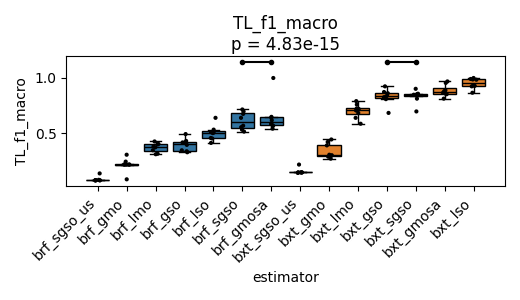 TL_f1_macro
p = 4.83e-15
TL_f1_macro
1.0
0.5
brf_sgso_us
brf_gmo
brf_lmo
brf_gso
brf_lso
brf_sgso
brf_gmosa
bxt_sgso_us
bxt_gmo
bxt_lmo
bxt_gso
bxt_sgso
bxt_gmosa
bxt_lso
estimator